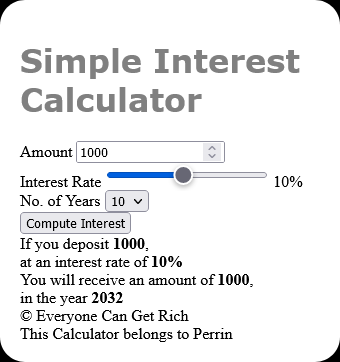 Simple Interest
Calculator
Amount 1000
Interest Rate 10%
No. of Years 10
Compute Interest
If you deposit 1000,
at an interest rate of 10%
You will receive an amount of 1000,
in the year 2032
© Everyone Can Get Rich
This Calculator belongs to Perrin